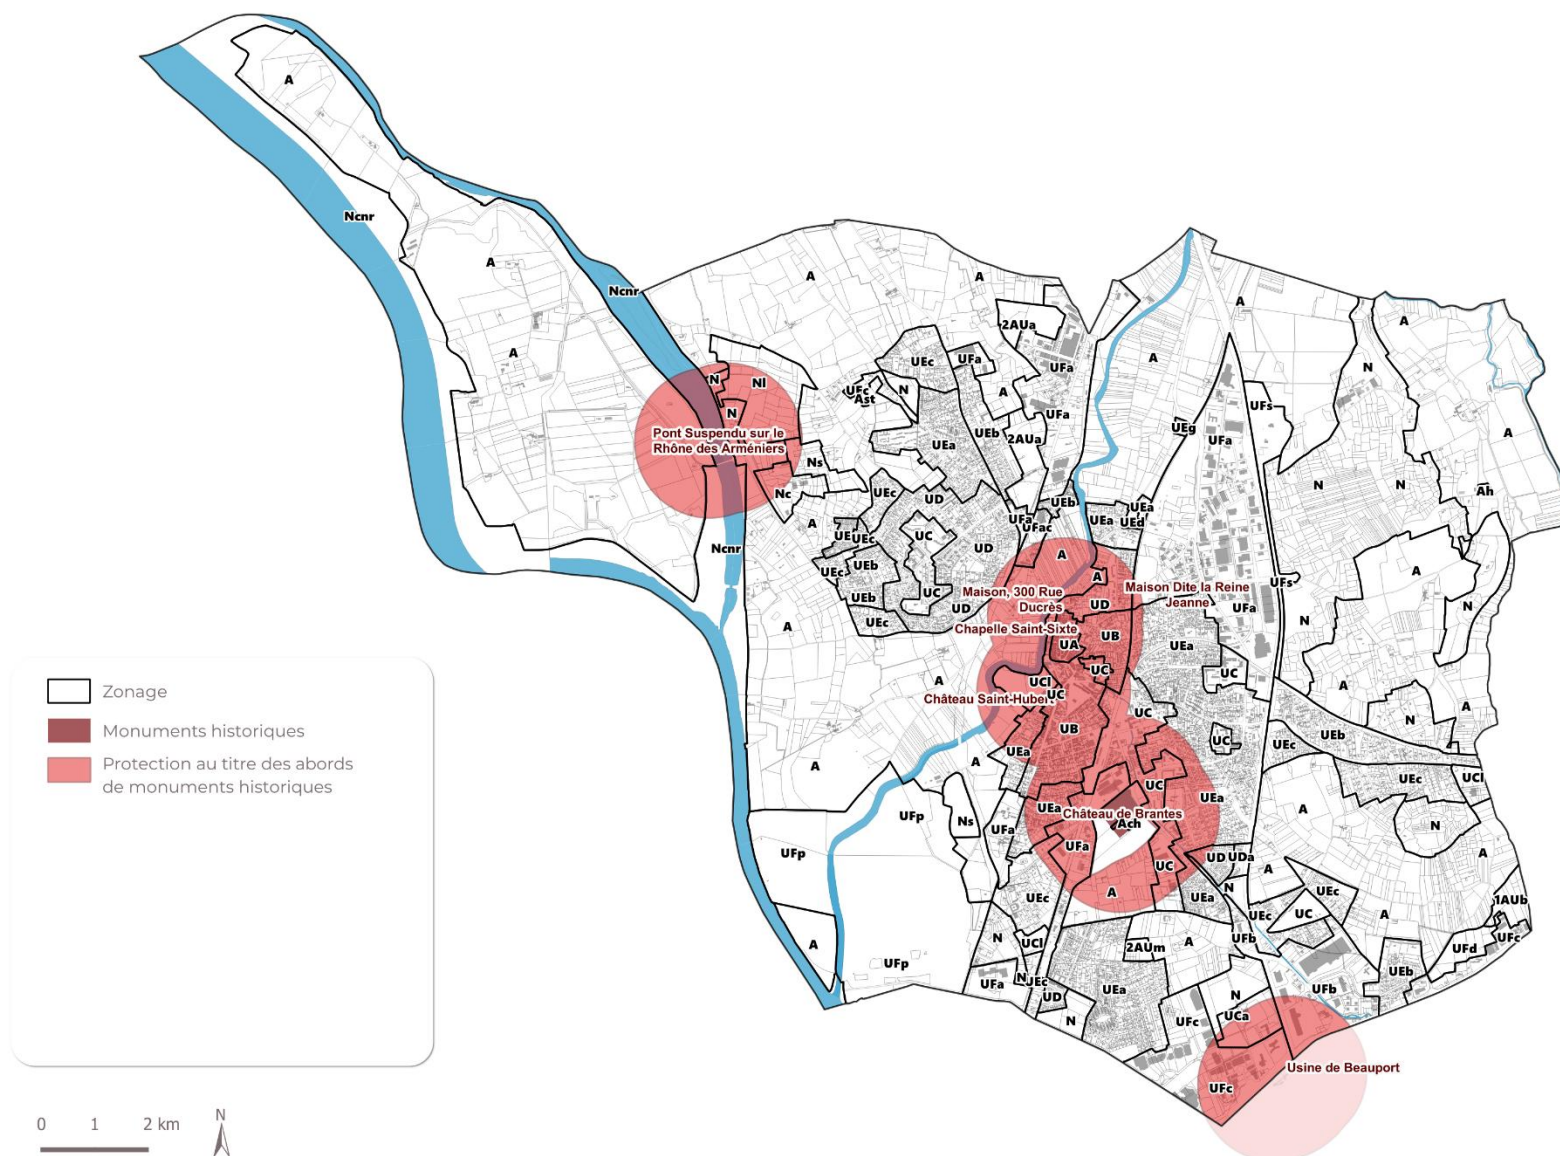 A
Ncnr
A
Ncnr
A
A
A
A
A
A
2AUa
UEc
UFa
UFa
N
N
Nl
UFc
Ast
N
A
UFs
N
UFa
UEg
UFa
Pont Suspendu sur le
Rhône des Arméniers
UEa
UEb
2AUa
A
Ns
Nc
UEc
UD
UEb
N
N
Ah
A
UFa
UFac
UEa
UEa
UEd
UE
UEc
UC
UD
Ncnr
A
UEc
UEb
A
A
UFs
A
Maison, 300 Rue
Ducrès
Maison Dite la Reine
Jeanne
UEb
UC
UD
UD
UFa
N
N
UEc
Chapelle Saint-Sixte
UB
A
UA
UEa
UC
UC
A
UCl
A
Zonage
Château Saint-Huber
UC
UC
A
N
Monuments historiques
UB
UC
UEb
UEc
Protection au titre des abords
de monuments historiques
UEa
A
A
UEc
UCl
UC
UEa
UEa
Château de Brantes
Ach
A
UFp
Ns
UFa
N
UFp
UFa
UC
UD
UDa
A
A
N
UEc
A
UEa
UEc
1AUb
UEc
UC
A
N
UCl
2AUm
A
UFb
UFd
UFc
UFp
UEb
UFa
N
UEc
UD
UEa
N
UFb
N
UFc
UCa
Usine de Beauport
UFc
0 1 2 km
N